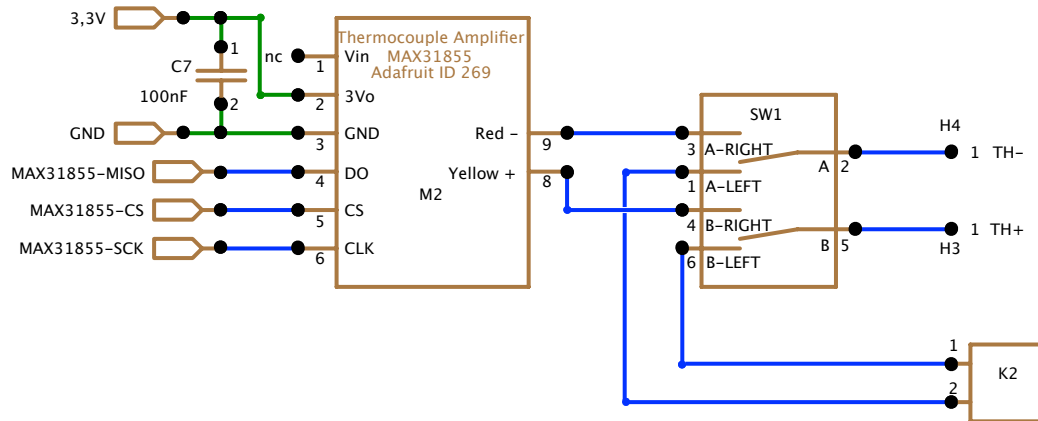 3,3V
1
C7
100nF
2
GND
MAX31855-MISO
MAX31855-CS
MAX31855-SCK
nc
1
2
3
4
5
6
Thermocouple Amplifier
MAX31855
Adafruit ID 269
Vin
3Vo
GND
DO
CS
CLK
Red -
Yellow +
M2
9
8
SW1
3
A-RIGHT
1
A-LEFT
4
B-RIGHT
6
B-LEFT
A
2
B
5
H4
1 TH-
1 TH+
H3
1
2
K2